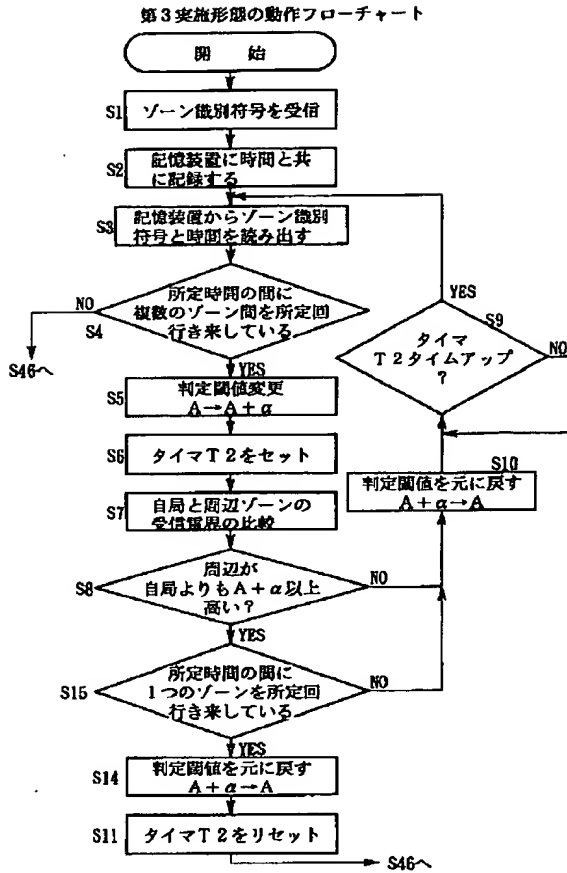 第3実施形態の動作フローチャート
開 始
S1
ゾーン識別符号を受信
S2
記憶装置に時間と共
に記録する
S3
記憶装置からゾーン識別
符号と時間を読み出す
所定時間の間に
複数のゾーン間を所定回
行き来している
NO
S4
S46へ
YES
S5
判定閾値変更
A→A+α
S6
タイマT2をセット
S7
自局と周辺ゾーンの
受信電界の比較
S8
周辺が
自局よりもA+α以上
高い?
NO
YES
S15
所定時間の間に
1つのゾーンを所定回
行き来している
NO
YES
S14
判定閾値を元に戻す
A+α→A
S11
タイマT2をリセット
S46へ
YES
S9
タイマ
T2タイムアップ
?
NO
S10
判定閾値を元に戻す
A+α→A